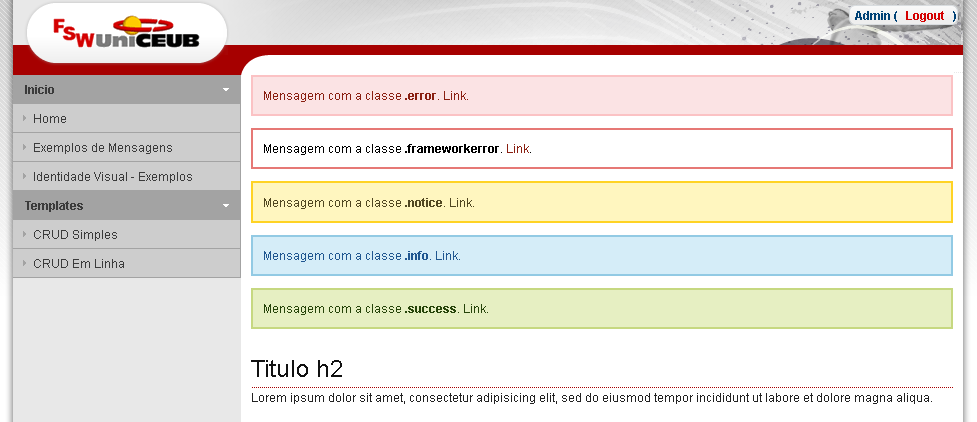 FSWUNICEUB
Admin ( Logout )
Inicio
Home
Exemplos de Mensagens
Identidade Visual - Exemplos
Templates
CRUD Simples
CRUD Em Linha
Mensagem com a classe .error. Link.
Mensagem com a classe .frameworkerror. Link.
Mensagem com a classe .notice. Link.
Mensagem com a classe .info. Link.
Mensagem com a classe .success. Link.
Titulo h2
Lorem ipsum dolor sit amet, consectetur adipisicing elit, sed do eiusmod tempor incididunt ut labore et dolore magna aliqua.